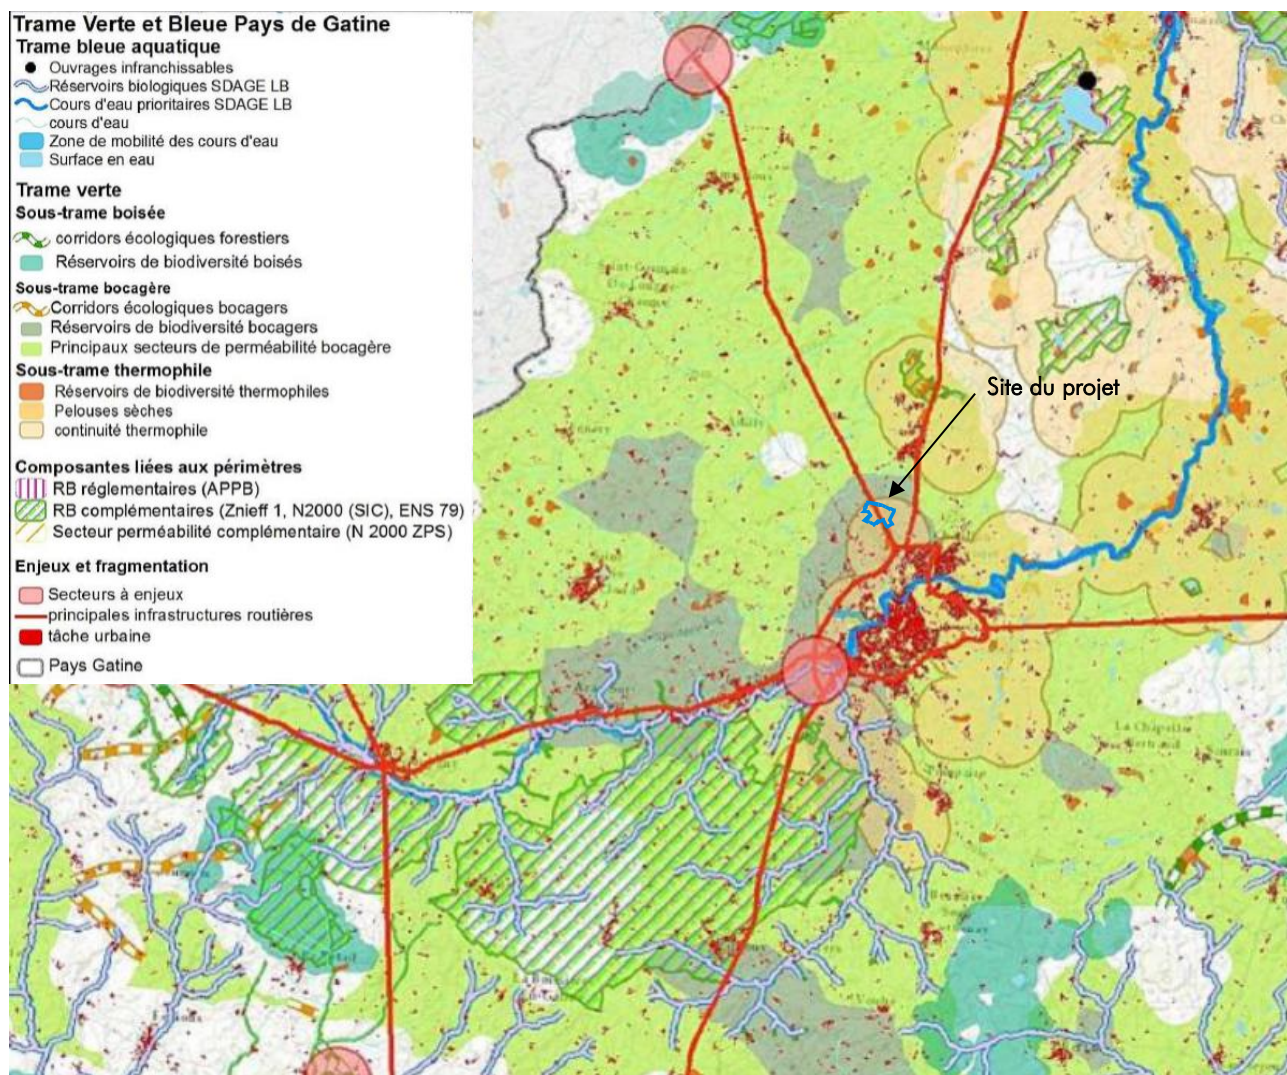 Trame Verte et Bleue Pays de Gatine
Trame bleue aquatique
Ouvrages infranchissables
Réservoirs biologiques SDAGE LB
Cours d'eau prioritaires SDAGE LB
cours d'eau
Zone de mobilité des cours d'eau
Surface en eau
Trame verte
Sous-trame boisée
corridors écologiques forestiers
Réservoirs de biodiversité boisés
Sous-trame bocagère
Corridors écologiques bocagers
Réservoirs de biodiversité bocagers
Principaux secteurs de perméabilité bocagère
Sous-trame thermophile
Réservoirs de biodiversité thermophiles
Pelouses sèches
continuité thermophile
Composantes liées aux périmètres
RB réglementaires (APPB)
RB complémentaires (Znieff 1, N2000 (SIC), ENS 79)
Secteur perméabilité complémentaire (N 2000 ZPS)
Enjeux et fragmentation
Secteurs à enjeux
principales infrastructures routières
tâche urbaine
Pays Gatine
Site du projet
La Chapelle